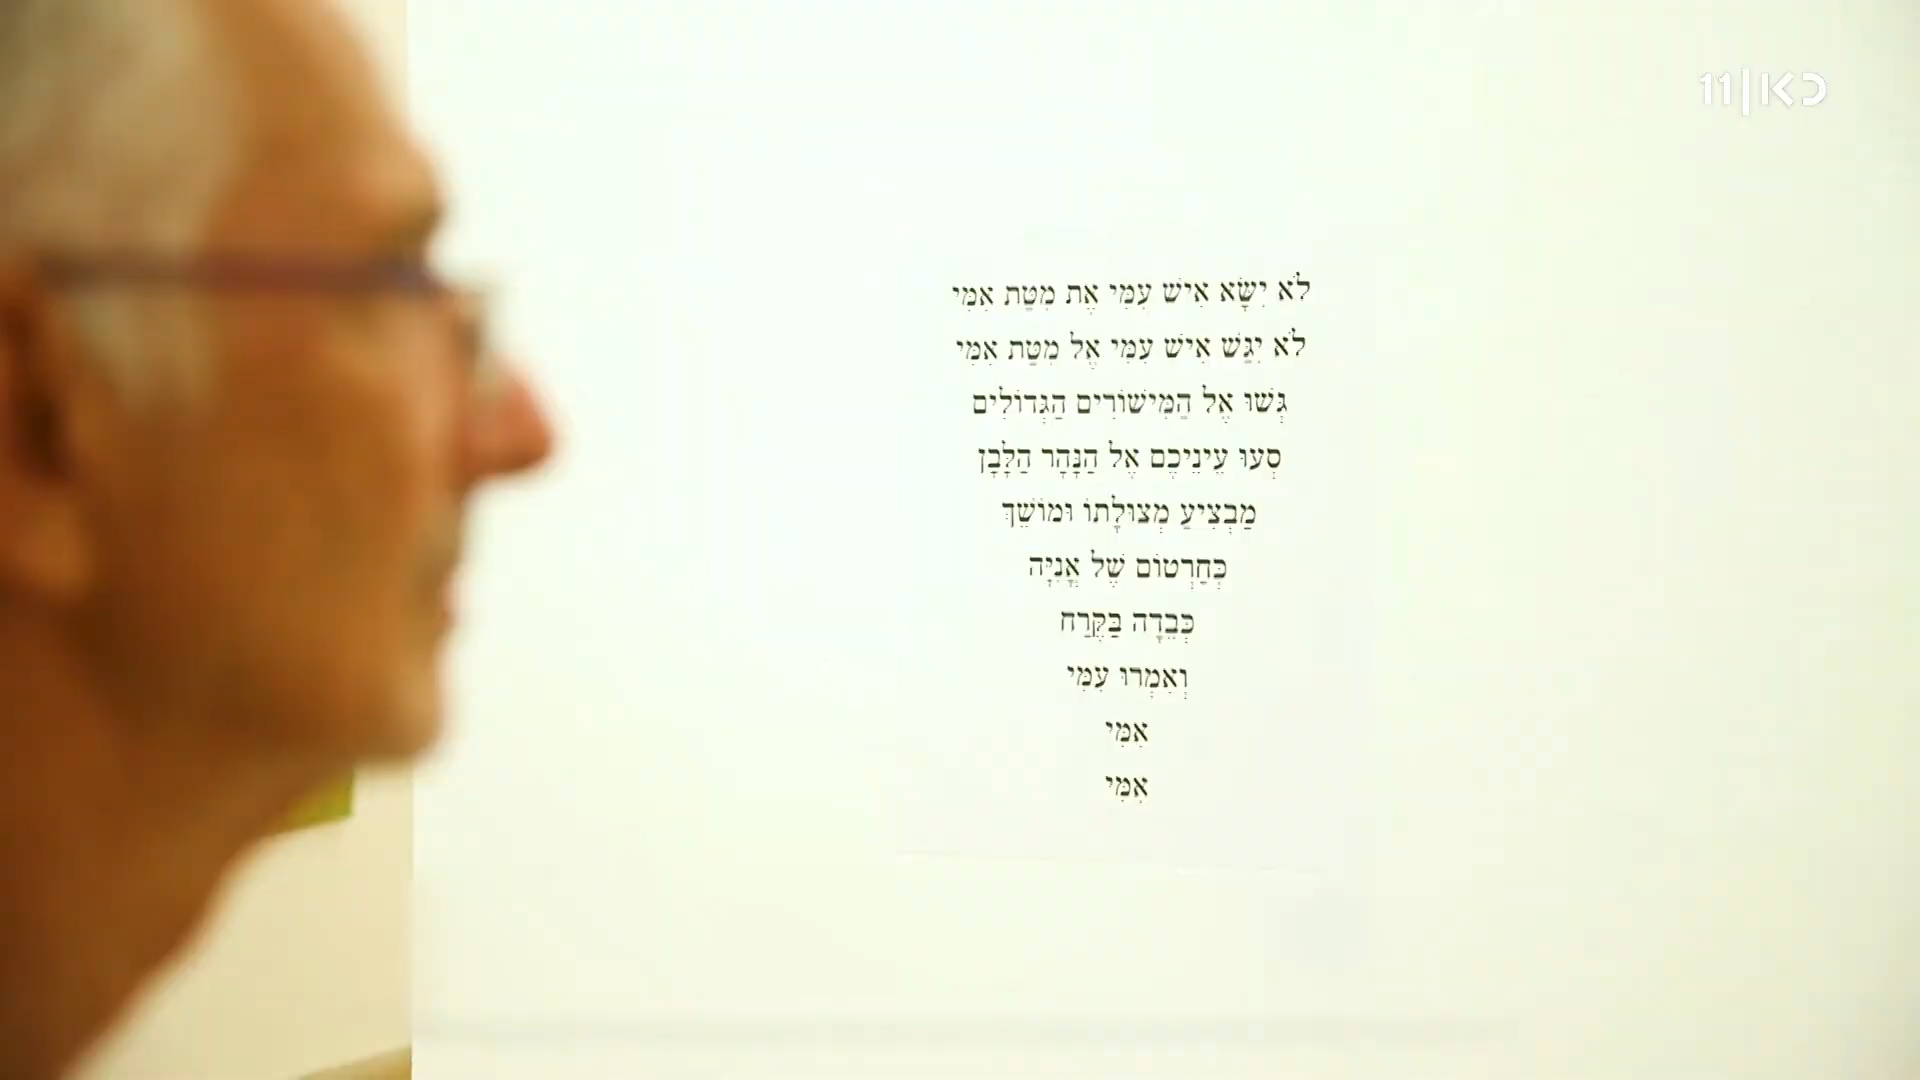 כאן 11
לֹא יִשָּׂא אִישׁ עִמִּי אֶת מִטַּת אִמִּי
לֹא יִגַּשׁ אִישׁ עִמִּי אֶל מִטַּת אִמִּי
גְּשׁוּ אֶל הַמִּישׁוֹרִים הַגְּדוֹלִים
סְעוּ עֵינֵיכֶם אֶל הַנָּהָר הַלָּבָן
מַבְצִיעַ מְצוּלָתוֹ וּמוֹשֵׁךְ
כְּחַרְטוֹם שֶׁל אֳנִיָּה
כְּבֵדָה בַּקֶּרַח
וְאִמְרוּ עִמִּי
אִמִּי
אִמִּי